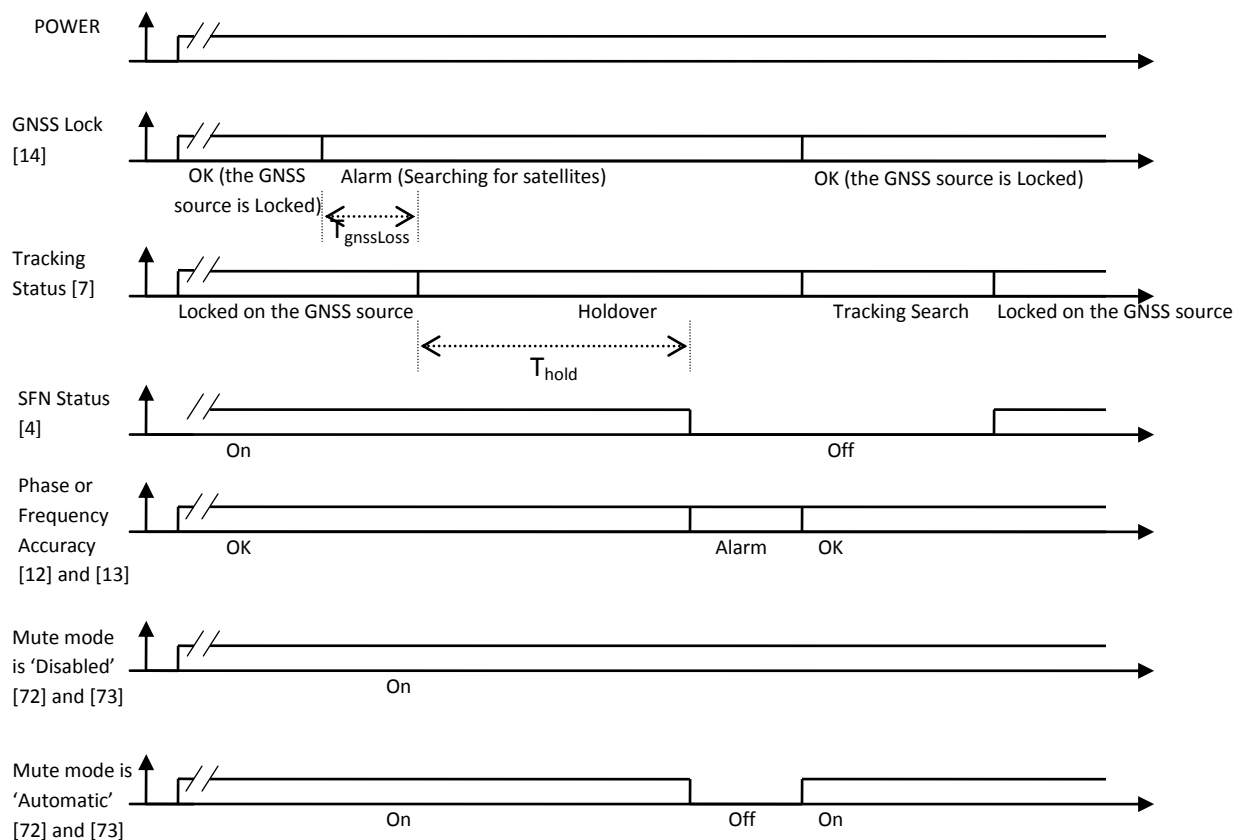 POWER
GNSS Lock
[14]
OK (the GNSS
source is Locked)
Alarm (Searching for satellites)
OK (the GNSS source is Locked)
TgnssLoss
Tracking
Status [7]
Locked on the GNSS source
Holdover
Tracking Search
Locked on the GNSS source
Thold
SFN Status
[4]
On
Off
Phase or
Frequency
Accuracy
[12] and [13]
OK
Alarm
OK
Mute mode
is ‘Disabled’
[72] and [73]
On
Mute mode is
‘Automatic’
[72] and [73]
On
Off
On